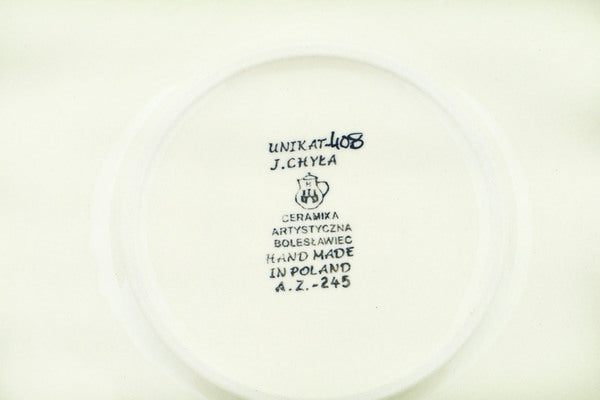 UNIKAT-408
J.CHYŁA
CERAMIKA
ARTYSTYCZNA
BOLESŁAWIEC
HAND MADE
IN POLAND
A.Z.-245